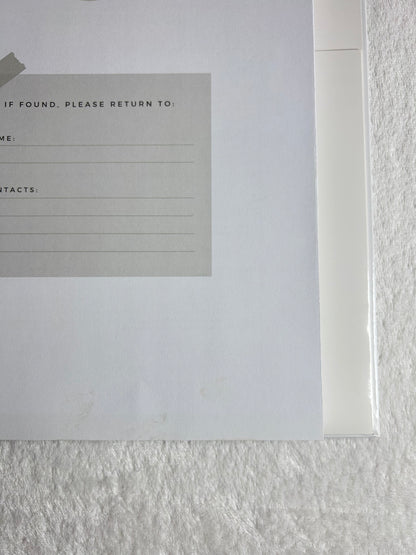 IF FOUND, PLEASE RETURN TO:
ME:
NTACTS: